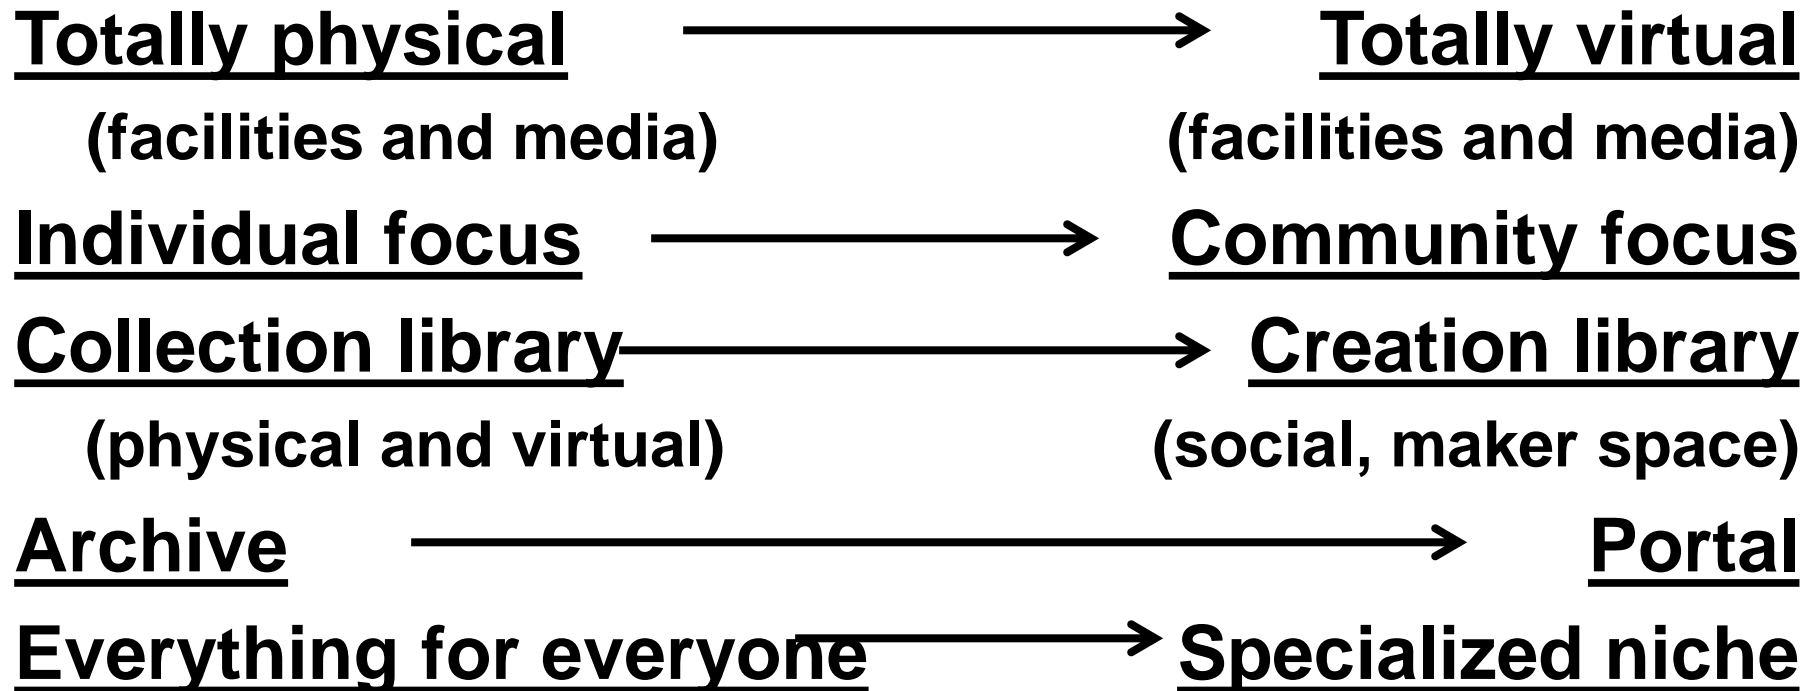 Totally physical Totally virtual
(facilities and media) (facilities and media)
Individual focus Community focus
Collection library Creation library
(physical and virtual) (social, maker space)
Archive Portal
Everything for everyone Specialized niche